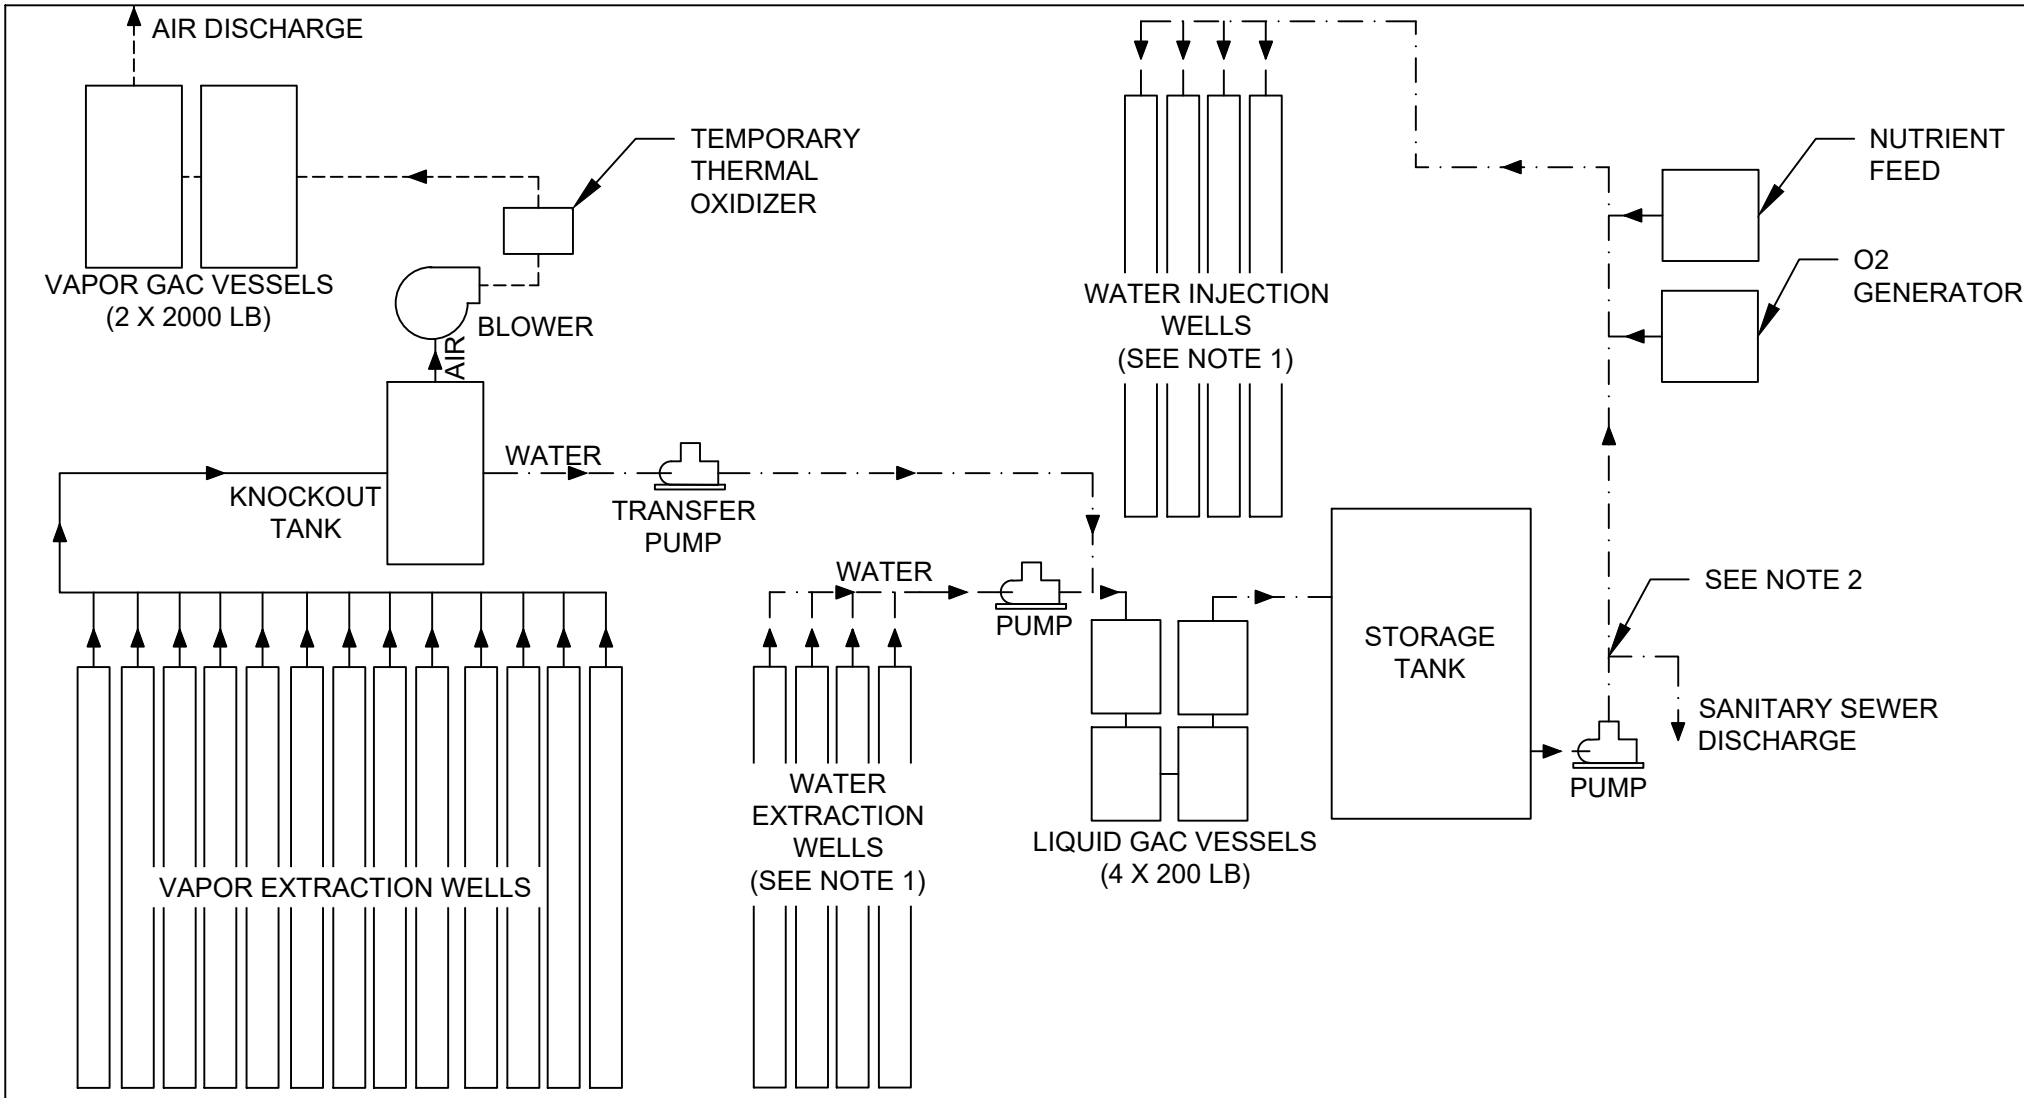 AIR DISCHARGE
TEMPORARY
THERMAL
OXIDIZER
VAPOR GAC VESSELS
(2 X 2000 LB)
BLOWER
AIR
WATER INJECTION
WELLS
(SEE NOTE 1)
NUTRIENT
FEED
O2
GENERATOR
KNOCKOUT
TANK
WATER
TRANSFER
PUMP
WATER
PUMP
STORAGE
TANK
SEE NOTE 2
SANITARY SEWER
DISCHARGE
PUMP
WATER
EXTRACTION
WELLS
(SEE NOTE 1)
LIQUID GAC VESSELS
(4 X 200 LB)
VAPOR EXTRACTION WELLS